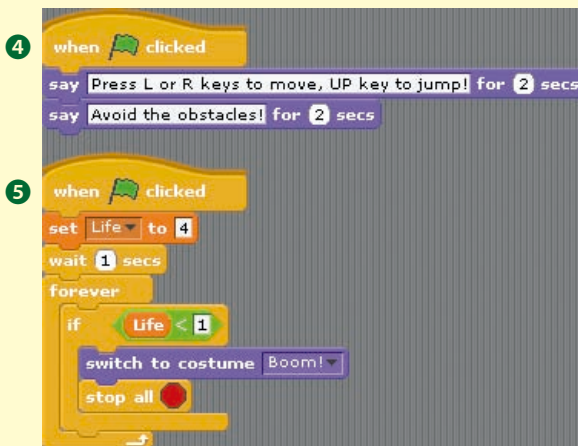 4
when clicked
say Press L or R keys to move, UP key to jump! for 2 secs
say Avoid the obstacles! for 2 secs
5
when clicked
set Life to 4
wait 1 secs
forever
if Life < 1
switch to costume Boom!
stop all